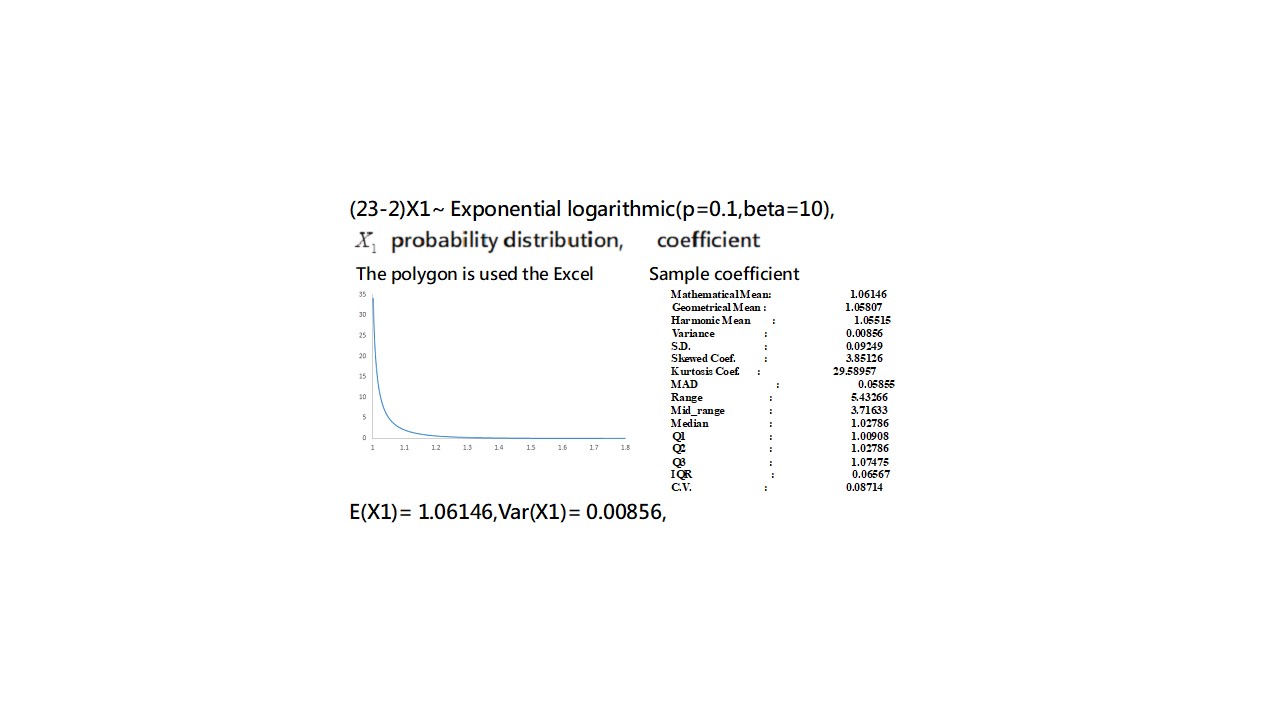 (23-2)X1~ Exponential logarithmic(p=0.1,beta=10),
X1 probability distribution, coefficient
The polygon is used the Excel Sample coefficient
35
30
25
20
15
10
5
0
1 1.1 1.2 1.3 1.4 1.5 1.6 1.7 1.8
Mathematical Mean: 1.06146
Geometrical Mean : 1.05807
Harmonic Mean : 1.05515
Variance : 0.00856
S.D. : 0.09249
Skewed Coef. : 3.85126
Kurtosis Coef. : 29.58957
MAD : 0.05855
Range : 5.43266
Mid_range : 3.71633
Median : 1.02786
Q1 : 1.00908
Q2 : 1.02786
Q3 : 1.07475
IQR : 0.06567
C.V. : 0.08714
E(X1)= 1.06146,Var(X1)= 0.00856,